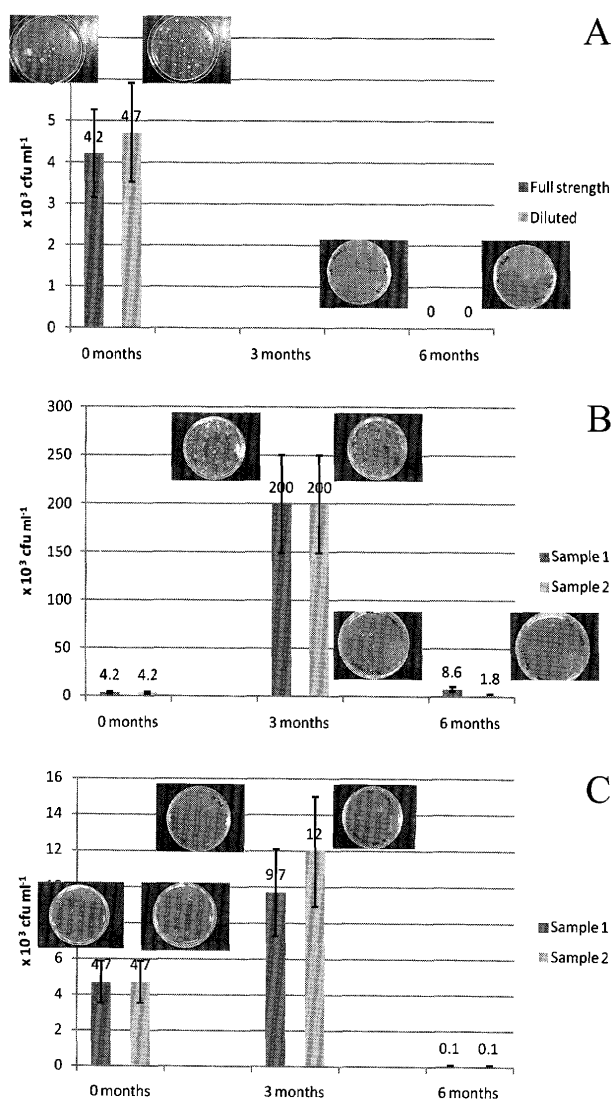 A
x 10³ cfu ml⁻¹
5
4
3
2
1
0
4.2
4.7
0
0
0 months
3 months
6 months
Full strength
Diluted
B
x 10³ cfu ml⁻¹
300
250
200
150
100
50
0
4.2
4.2
200
200
8.6
1.8
0 months
3 months
6 months
Sample 1
Sample 2
C
x 10³ cfu ml⁻¹
16
14
12
6
4
2
0
4.7
4.7
9.7
12
0.1
0.1
0 months
3 months
6 months
Sample 1
Sample 2